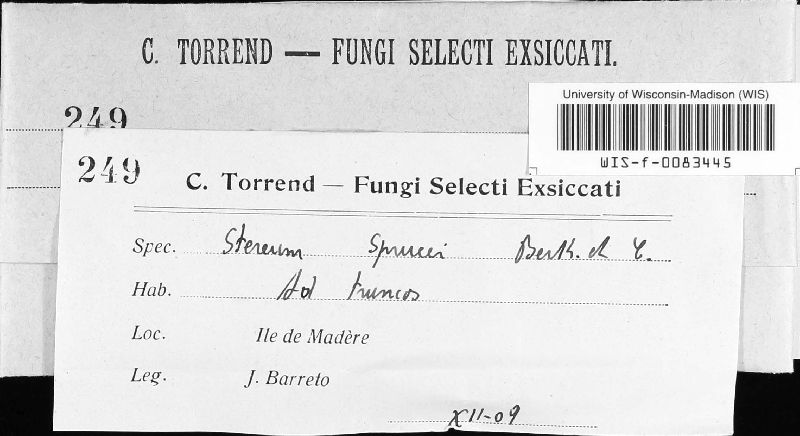 C. TORREND — FUNGI SELECTI EXSICCATI.
University of Wisconsin-Madison (WIS)
WIS-f-0083445
249
249 C. Torrend — Fungi Selecti Exsiccati
Spec. Stereum Sprucei Berk. et C.
Hab. Ad truncos
Loc. Ile de Madère
Leg. J. Barreto
XII-09